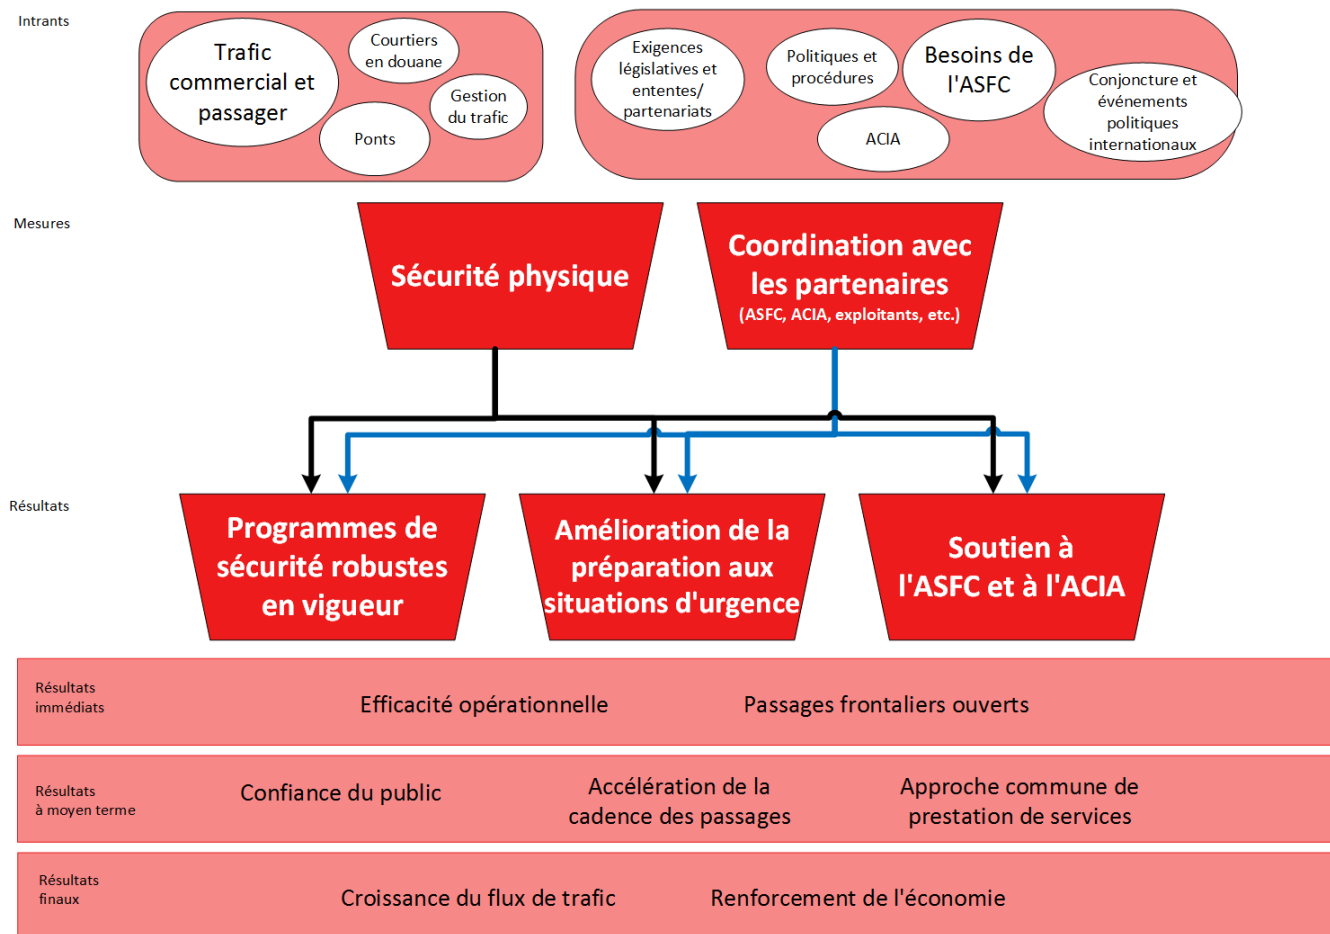 Intrants
Trafic
commercial et
passager
Courtiers
en douane
Gestion
du trafic
Ponts
Exigences
législatives et
ententes/
partenariats
Politiques et
procédures
Besoins de
l'ASFC
ACIA
Conjoncture et
événements
politiques
internationaux
Mesures
Sécurité physique
Coordination avec
les partenaires
(ASFC, ACIA, exploitants, etc.)
Résultats
Programmes de
sécurité robustes
en vigueur
Amélioration de la
préparation aux
situations d'urgence
Soutien à
l'ASFC et à l'ACIA
Résultats
immédiats
Efficacité opérationnelle
Passages frontaliers ouverts
Résultats
à moyen terme
Confiance du public
Accélération de la
cadence des passages
Approche commune de
prestation de services
Résultats
finaux
Croissance du flux de trafic
Renforcement de l'économie